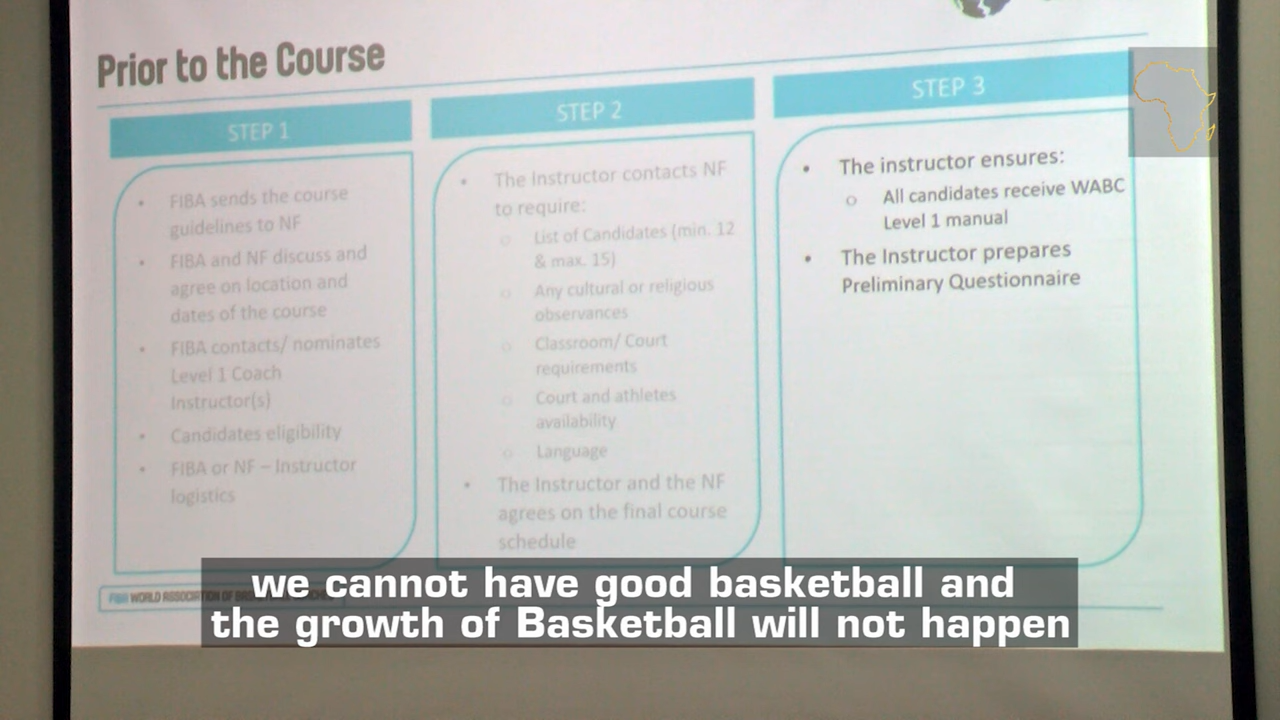 Prior to the Course
STEP 1
FIBA sends the course
guidelines to NF
FIBA and NF discuss and
agree on location and
dates of the course
FIBA contacts/ nominates
Level 1 Coach
Instructor(s)
Candidates eligibility
FIBA or NF – Instructor
logistics
STEP 2
The Instructor contacts NF
to require:
List of Candidates (min. 12
& max. 15)
Any cultural or religious
observances
Classroom/ Court
requirements
Court and athletes
availability
Language
The Instructor and the NF
agrees on the final course
schedule
STEP 3
The instructor ensures:
All candidates receive WABC
Level 1 manual
The Instructor prepares
Preliminary Questionnaire
FIBA WORLD ASSOCIATION OF
we cannot have good basketball and
the growth of Basketball will not happen